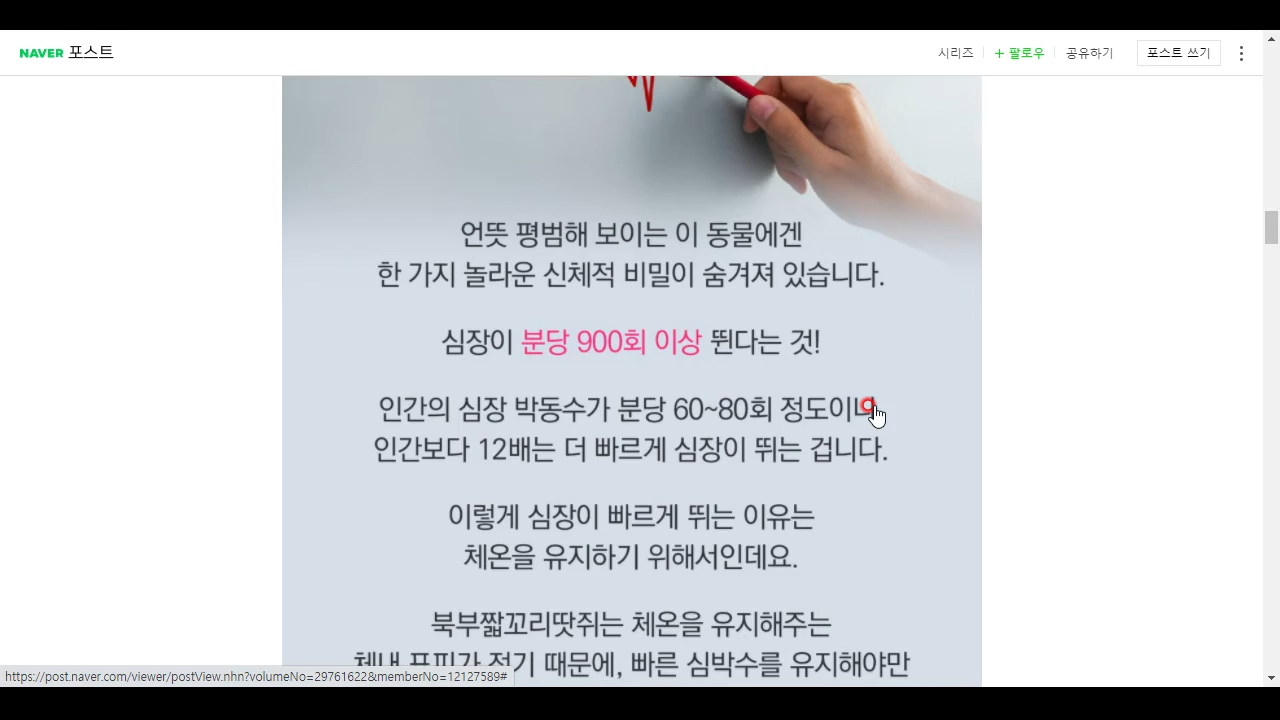 NAVER 포스트
시리즈
+ 팔로우
공유하기
포스트 쓰기
언뜻 평범해 보이는 이 동물에겐
한 가지 놀라운 신체적 비밀이 숨겨져 있습니다.
심장이 분당 900회 이상 뛴다는 것!
인간의 심장 박동수가 분당 60~80회 정도이니
인간보다 12배는 더 빠르게 심장이 뛰는 겁니다.
이렇게 심장이 빠르게 뛰는 이유는
체온을 유지하기 위해서인데요.
북부짧꼬리땃쥐는 체온을 유지해주는
체내 표피가 적기 때문에, 빠른 심박수를 유지해야만
https://post.naver.com/viewer/postView.nhn?volumeNo=29761622&memberNo=12127589#